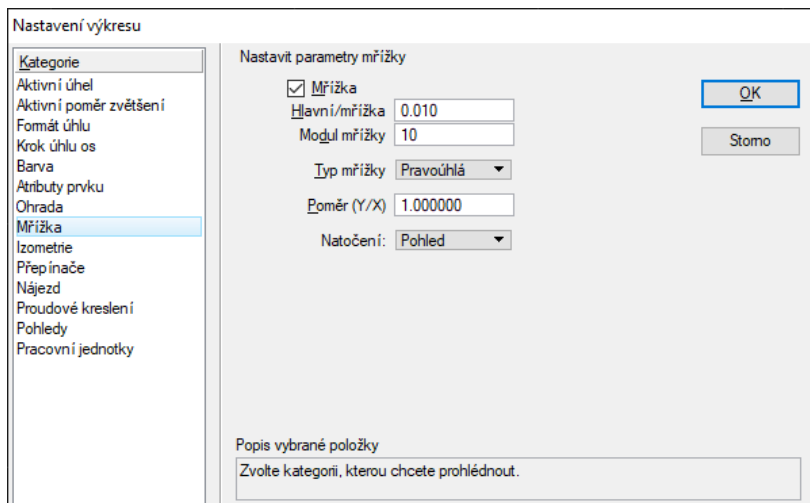 Nastavení výkresu
Kategorie
Aktivní úhel
Aktivní poměr zvětšení
Formát úhlu
Krok úhlu os
Barva
Atributy prvku
Ohrada
Mřížka
Izometrie
Přepínače
Nájezd
Proudové kreslení
Pohledy
Pracovní jednotky
Nastavit parametry mřížky
Mřížka
Hlavní/mřížka 0.010
Modul mřížky 10
Typ mřížky Pravoúhlá
Poměr (Y/X) 1.000000
Natočení: Pohled
OK
Storno
Popis vybrané položky
Zvolte kategorii, kterou chcete prohlédnout.